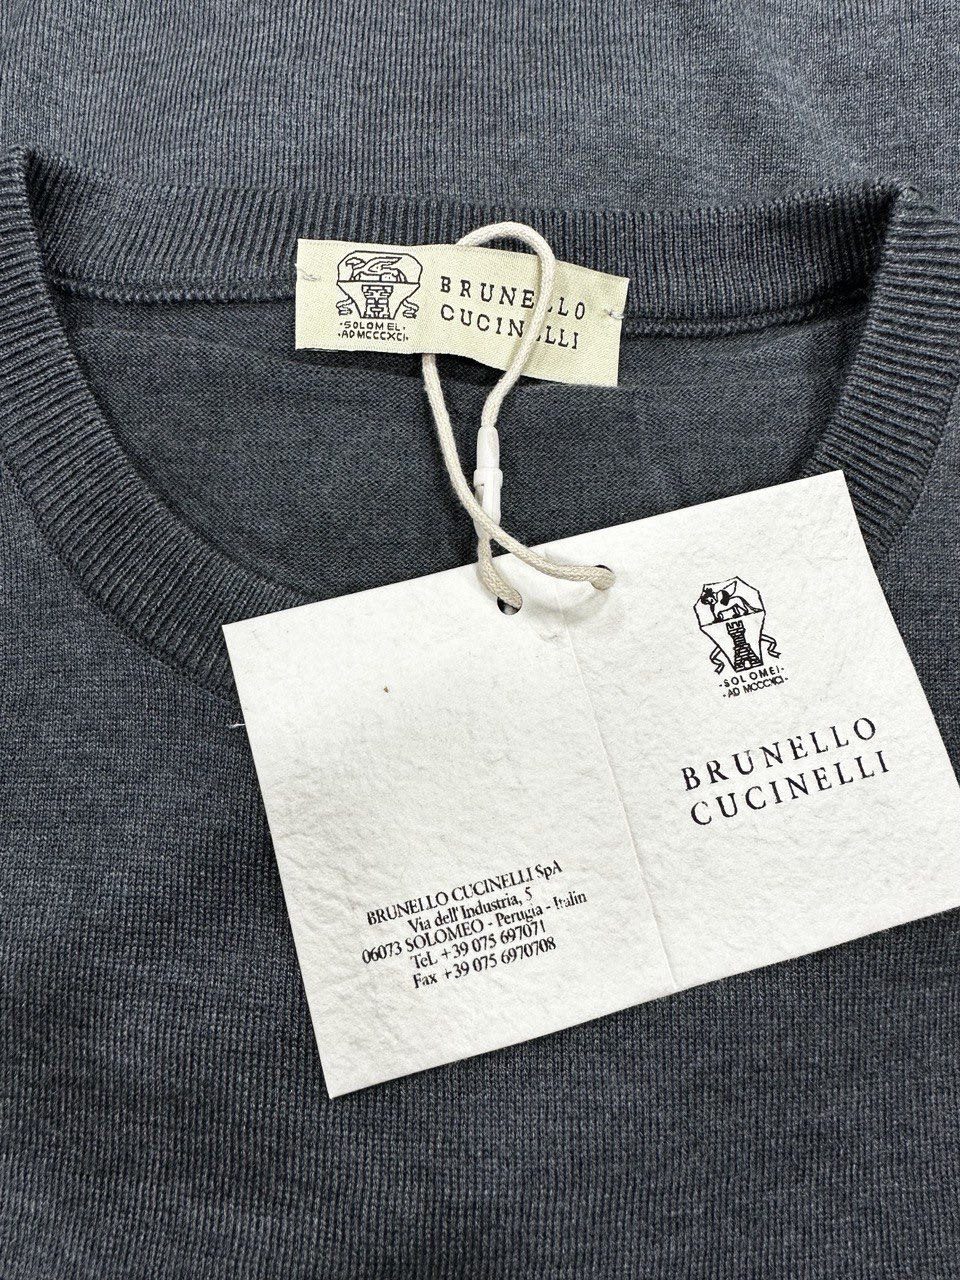 ·SOLOMEI·
·AD MCCCXCI·
BRUNELLO
CUCINELLI
·SOLOMEI·
·AD MCCCXCI·
BRUNELLO
CUCINELLI
BRUNELLO CUCINELLI SpA
Via dell'Industria, 5
06073 SOLOMEO - Perugia - Italin
Tel +39 075 697071
Fax +39 075 6970708